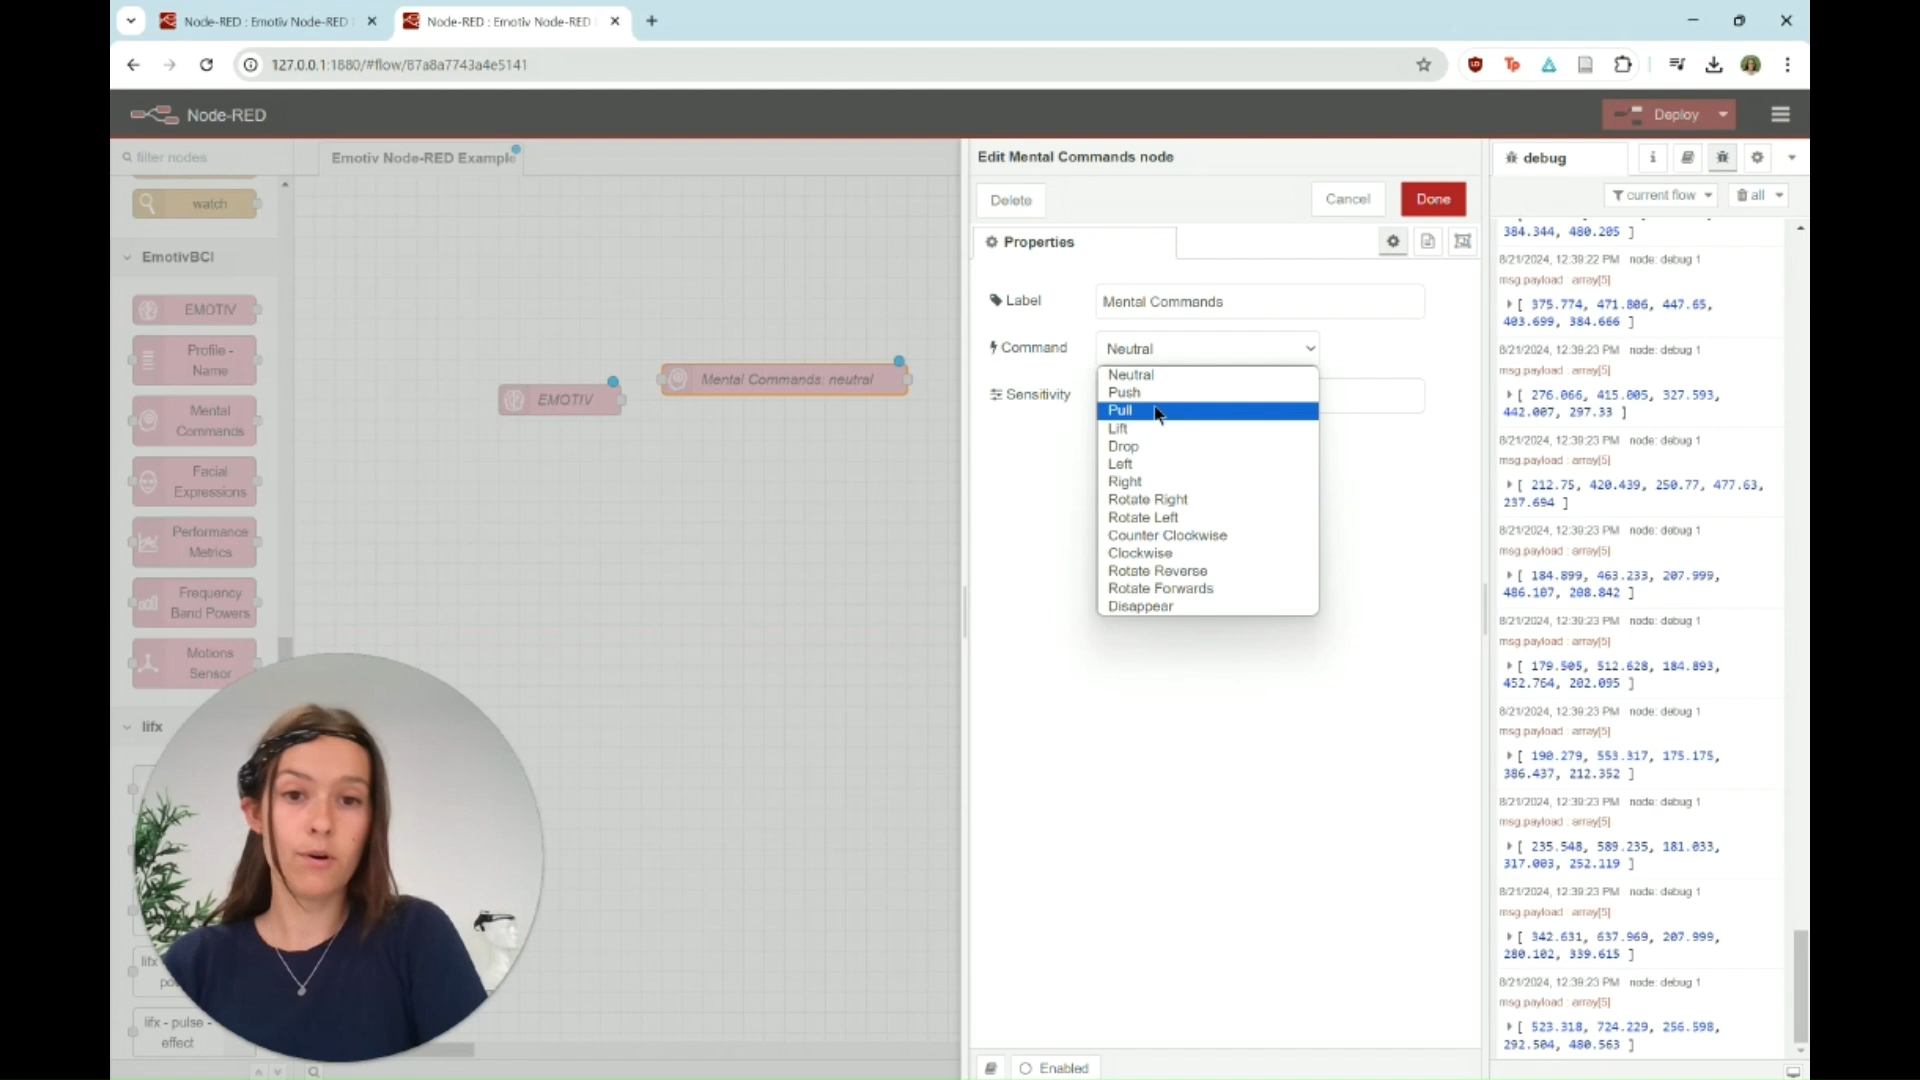 Node-RED : Emotiv Node-RED
Node-RED : Emotiv Node-RED
127.0.0.1:1880/#flow/87a8a7743a4e5141
Node-RED
Deploy
filter nodes
Emotiv Node-RED Example
watch
EmotivBCI
EMOTIV
Profile -
Name
Mental
Commands
Facial
Expressions
Performance
Metrics
Frequency
Band Powers
Motions
Sensor
lifx
lifx
po
lifx - pulse -
effect
EMOTIV
Mental Commands: neutral
Edit Mental Commands node
Delete
Cancel
Done
Properties
Label
Mental Commands
Command
Neutral
Sensitivity
Neutral
Push
Pull
Lift
Drop
Left
Right
Rotate Right
Rotate Left
Counter Clockwise
Clockwise
Rotate Reverse
Rotate Forwards
Disappear
Enabled
debug
current flow
all
384.344, 480.205 ]
8/21/2024, 12:39:22 PM node: debug 1
msg.payload : array[5]
[ 375.774, 471.806, 447.65,
403.699, 384.666 ]
8/21/2024, 12:39:23 PM node: debug 1
msg.payload : array[5]
[ 276.066, 415.005, 327.593,
442.007, 297.33 ]
8/21/2024, 12:39:23 PM node: debug 1
msg.payload : array[5]
[ 212.75, 420.439, 250.77, 477.63,
237.694 ]
8/21/2024, 12:39:23 PM node: debug 1
msg.payload : array[5]
[ 184.899, 463.233, 207.999,
486.107, 208.842 ]
8/21/2024, 12:39:23 PM node: debug 1
msg.payload : array[5]
[ 179.505, 512.628, 184.893,
452.764, 202.095 ]
8/21/2024, 12:39:23 PM node: debug 1
msg.payload : array[5]
[ 190.279, 553.317, 175.175,
386.437, 212.352 ]
8/21/2024, 12:39:23 PM node: debug 1
msg.payload : array[5]
[ 235.548, 589.235, 181.033,
317.003, 252.119 ]
8/21/2024, 12:39:23 PM node: debug 1
msg.payload : array[5]
[ 342.631, 637.969, 207.999,
280.102, 339.615 ]
8/21/2024, 12:39:23 PM node: debug 1
msg.payload : array[5]
[ 523.318, 724.229, 256.598,
292.504, 480.563 ]